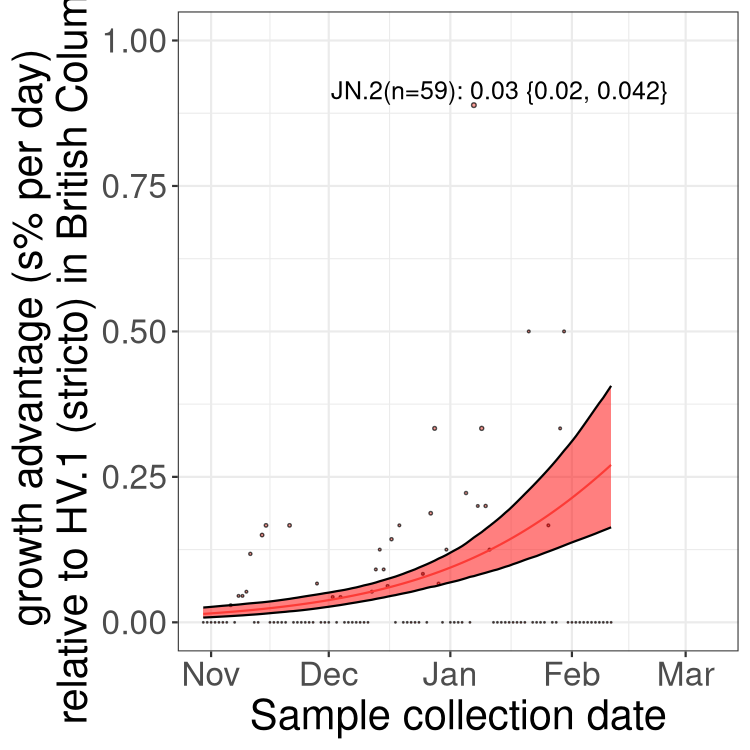 growth advantage (s% per day)
relative to HV.1 (stricto) in British Colum
1.00
0.75
0.50
0.25
0.00
JN.2(n=59): 0.03 {0.02, 0.042}
Nov Dec Jan Feb Mar
Sample collection date